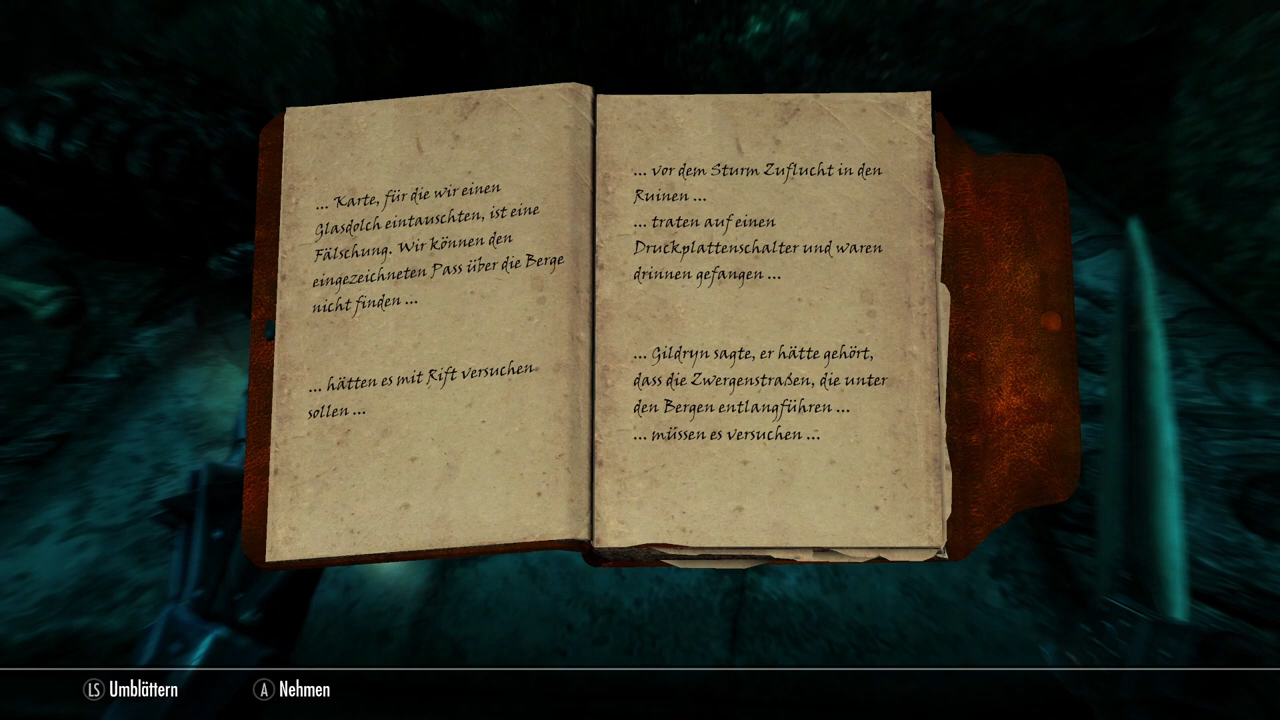 ... Karte, für die wir einen
Glasdolch eintauschten, ist eine
Fälschung. Wir können den
eingezeichneten Pass über die Berge
nicht finden ...
... hätten es mit Rift versuchen
sollen ...
... vor dem Sturm Zuflucht in den
Ruinen ...
... traten auf einen
Druckplattenschalter und waren
drinnen gefangen ...
... Gildryn sagte, er hätte gehört,
dass die Zwergenstraßen, die unter
den Bergen entlangführen ...
... müssen es versuchen ...
LS Umblättern
A Nehmen